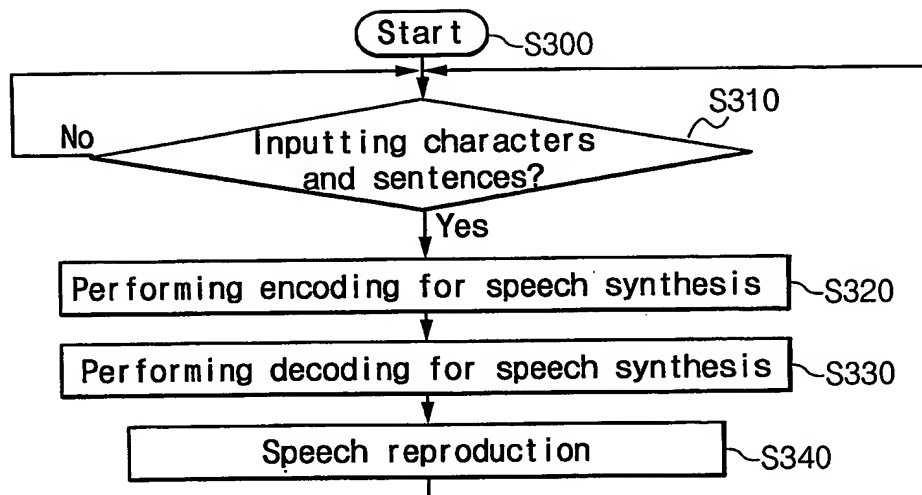 Start
S300
S310
No
Inputting characters
and sentences?
Yes
Performing encoding for speech synthesis
S320
Performing decoding for speech synthesis
S330
Speech reproduction
S340